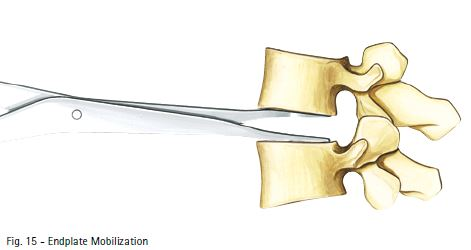 Fig. 15 – Endplate Mobilization